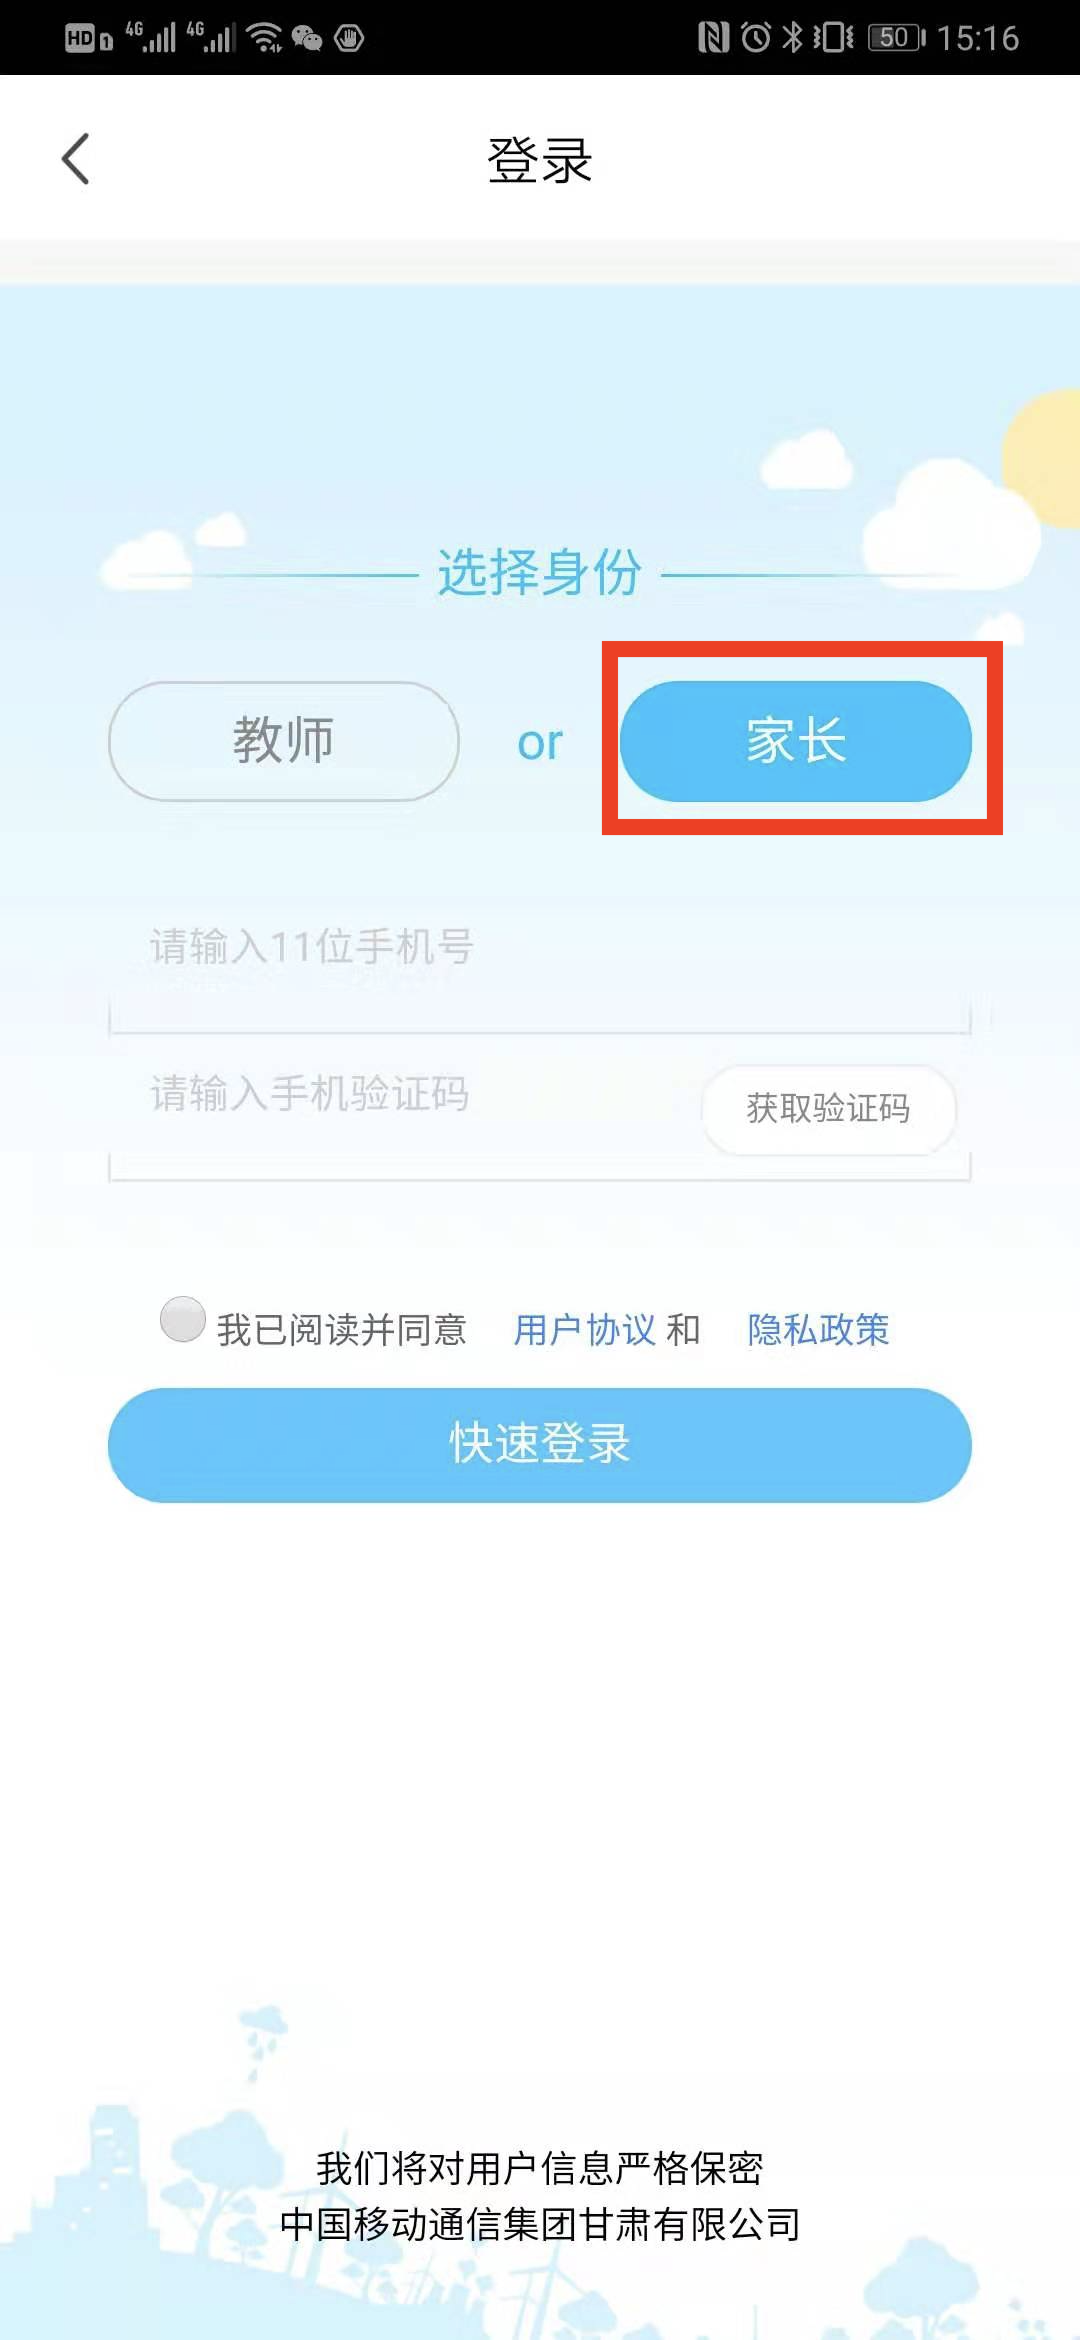 HD 1 4G 4G 50 15:16
登录
选择身份
教师 or 家长
请输入11位手机号
请输入手机验证码 获取验证码
我已阅读并同意 用户协议 和 隐私政策
快速登录
我们将对用户信息严格保密
中国移动通信集团甘肃有限公司